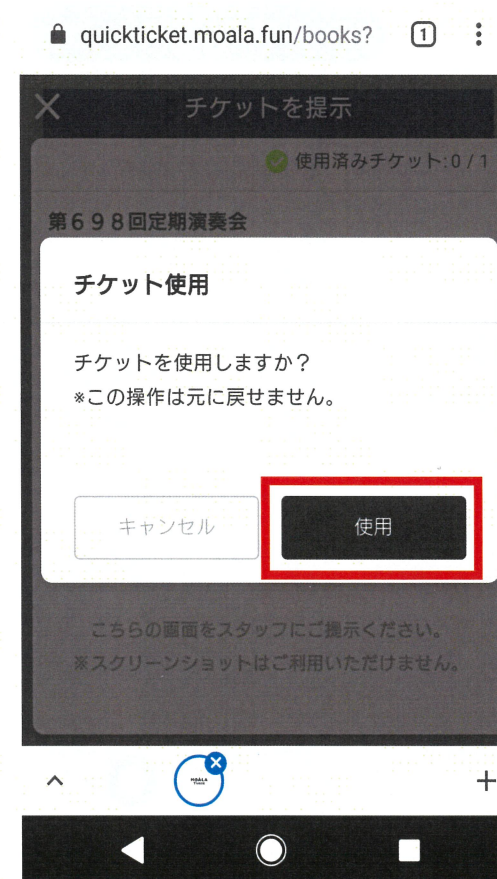 quickticket.moala.fun/books?
1
チケットを提示
使用済みチケット:0 / 1
第698回定期演奏会
チケット使用
チケットを使用しますか？
※この操作は元に戻せません。
キャンセル
使用
こちらの画面をスタッフにご提示ください。
※スクリーンショットはご利用いただけません。
MOALA
Ticket